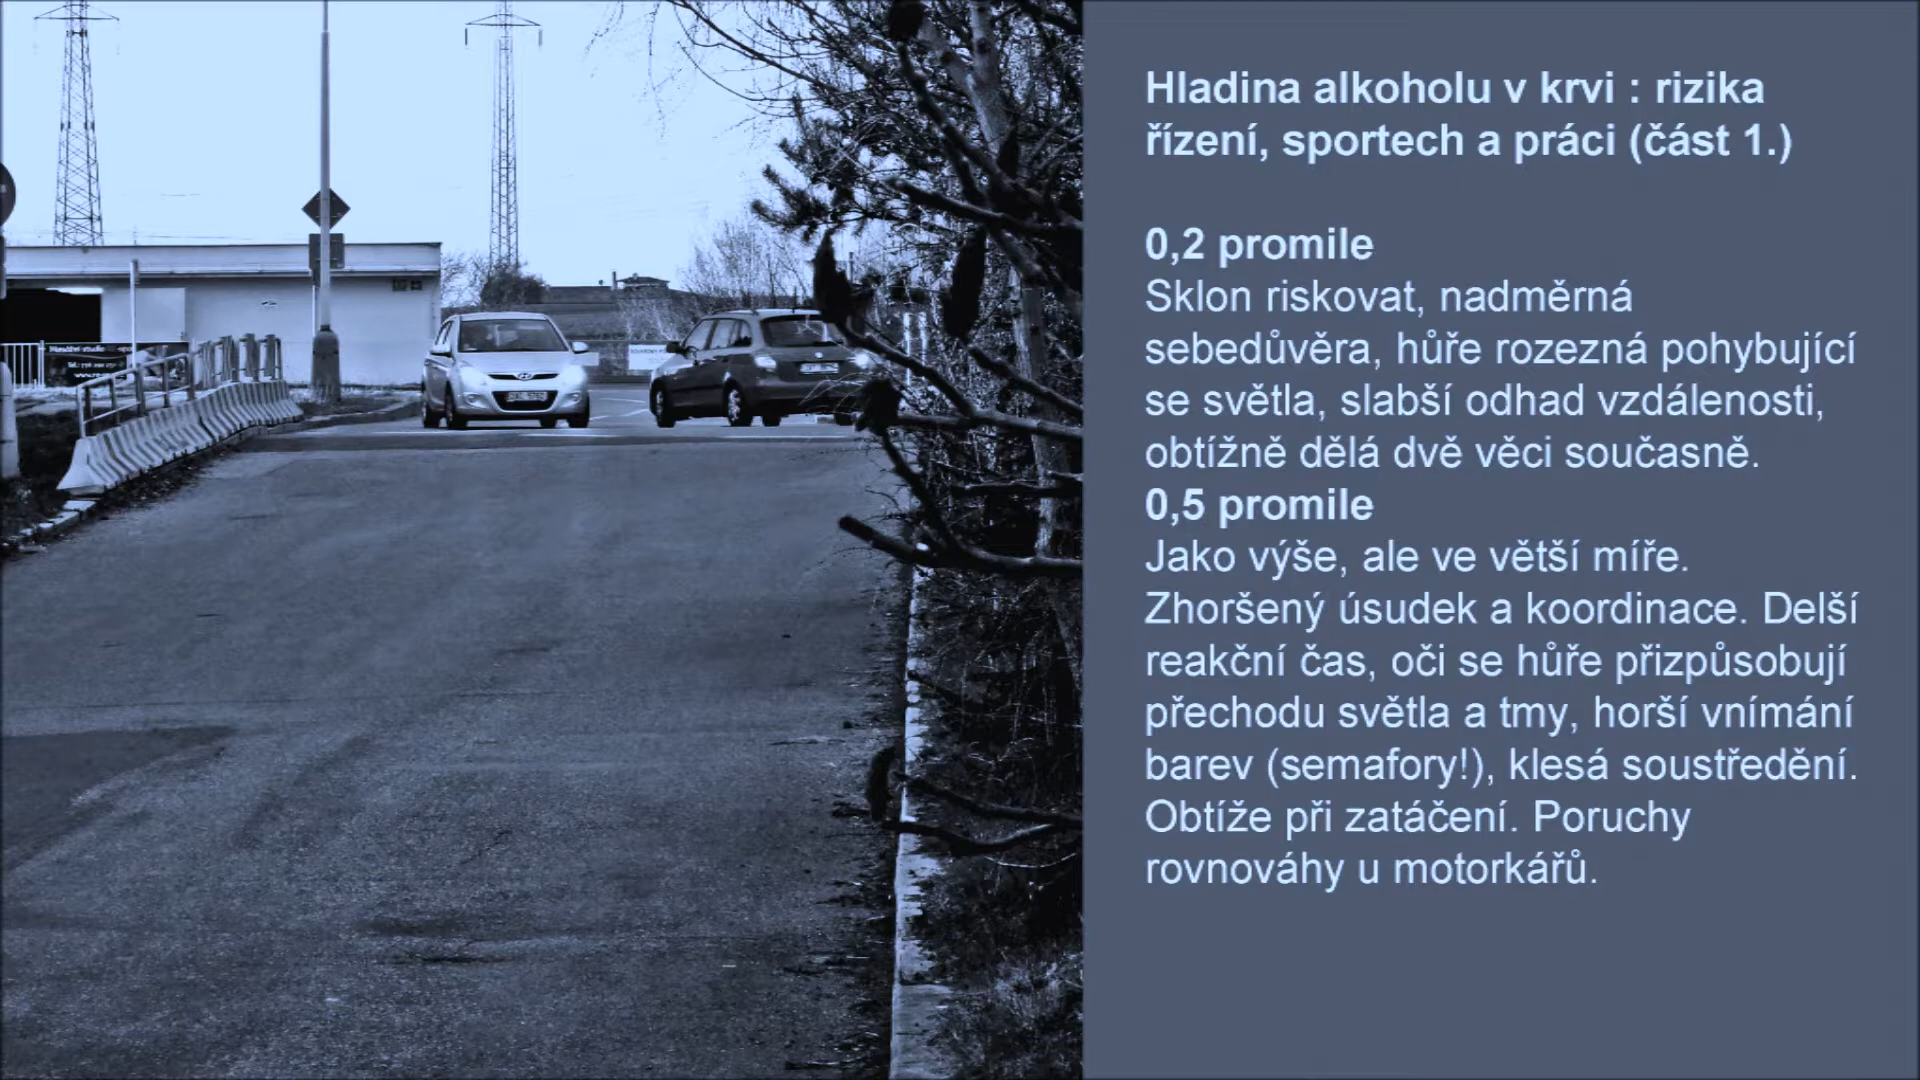 Hladina alkoholu v krvi : rizika
řízení, sportech a práci (část 1.)
0,2 promile
Sklon riskovat, nadměrná
sebedůvěra, hůře rozezná pohybující
se světla, slabší odhad vzdálenosti,
obtížně dělá dvě věci současně.
0,5 promile
Jako výše, ale ve větší míře.
Zhoršený úsudek a koordinace. Delší
reakční čas, oči se hůře přizpůsobují
přechodu světla a tmy, horší vnímání
barev (semafory!), klesá soustředění.
Obtíže při zatáčení. Poruchy
rovnováhy u motorkářů.